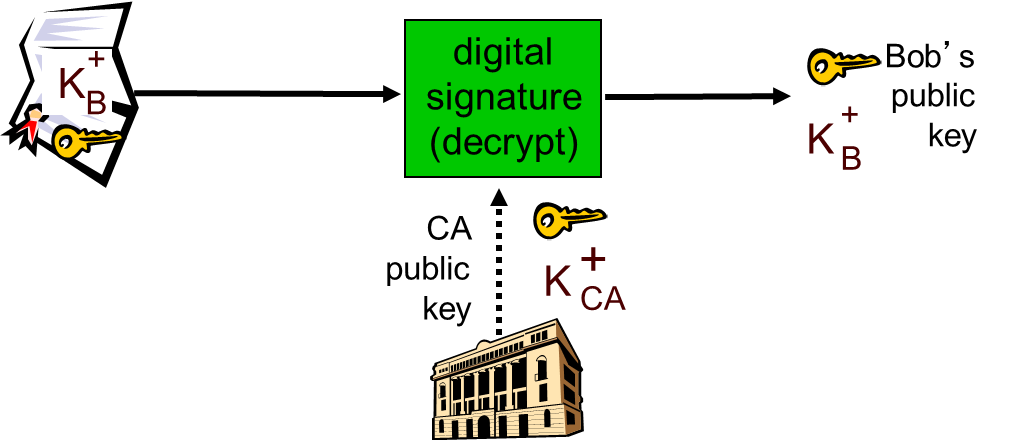 K+B
digital
signature
(decrypt)
Bob's
public
key
K+B
CA
public
key
K+CA